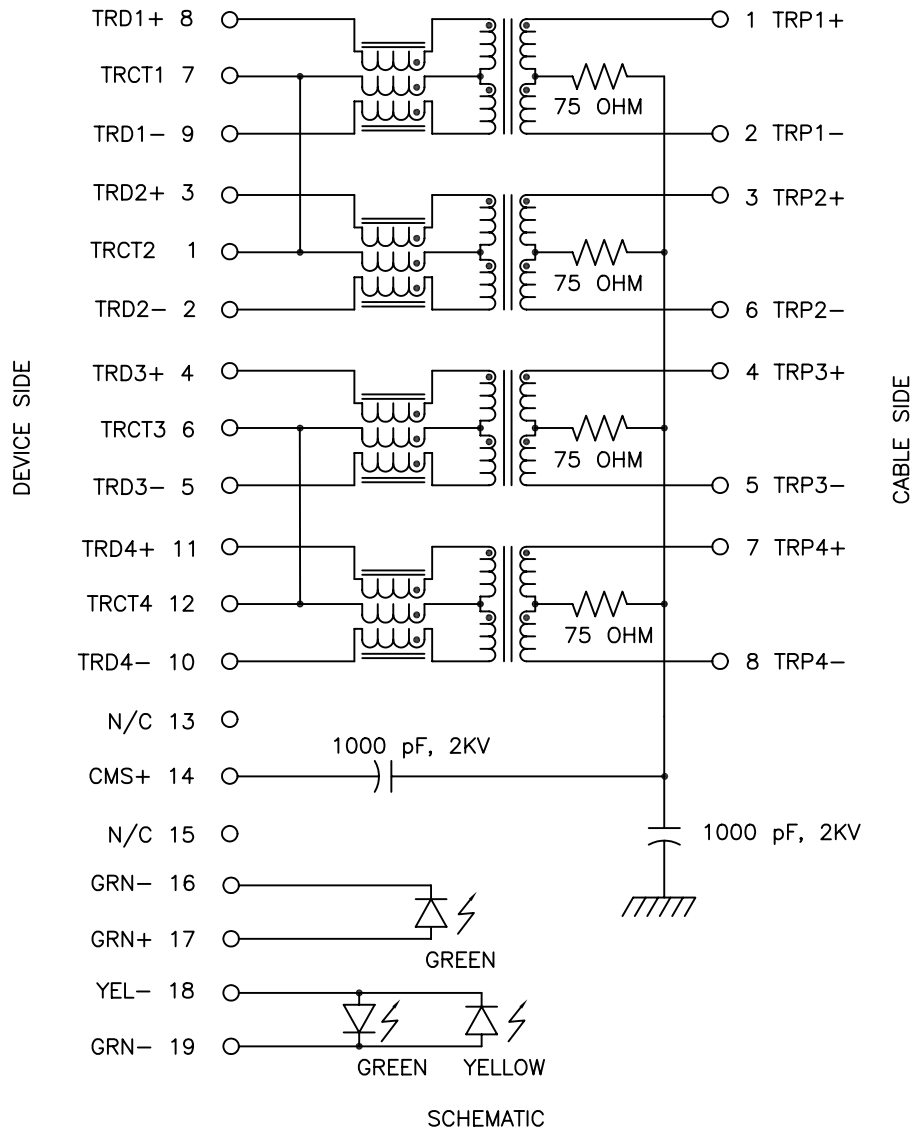 TRD1+ 8
1 TRP1+
TRCT1 7
75 OHM
TRD1- 9
2 TRP1-
TRD2+ 3
3 TRP2+
TRCT2 1
75 OHM
TRD2- 2
6 TRP2-
DEVICE SIDE
CABLE SIDE
TRD3+ 4
4 TRP3+
TRCT3 6
75 OHM
TRD3- 5
5 TRP3-
TRD4+ 11
7 TRP4+
TRCT4 12
75 OHM
TRD4- 10
8 TRP4-
N/C 13
1000 pF, 2KV
CMS+ 14
N/C 15
1000 pF, 2KV
GRN- 16
GRN+ 17
GREEN
YEL- 18
GRN- 19
GREEN
YELLOW
SCHEMATIC